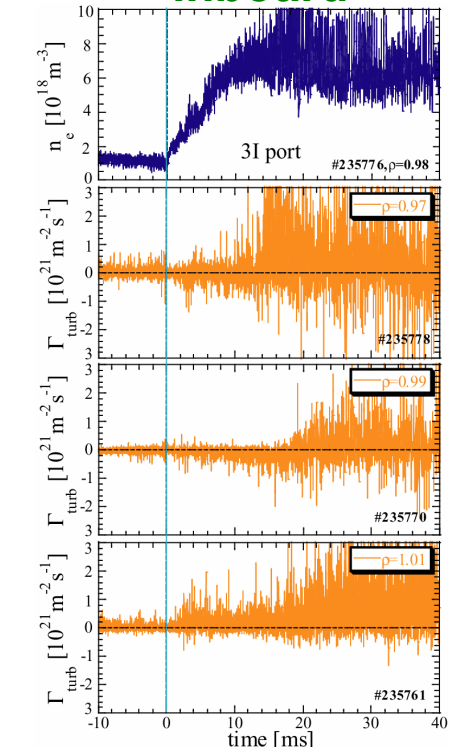 10
8
6
4
2
0
n_e [10^18 m^-3]
3I port
#235776,ρ=0.98
3
2
1
0
-1
-2
3
Γ_turb [10^21 m^-2 s^-1]
ρ=0.97
#235778
3
2
1
0
-1
-2
3
Γ_turb [10^21 m^-2 s^-1]
ρ=0.99
#235770
3
2
1
0
-1
-2
3
Γ_turb [10^21 m^-2 s^-1]
ρ=1.01
#235761
-10 0 10 20 30 40
time [ms]